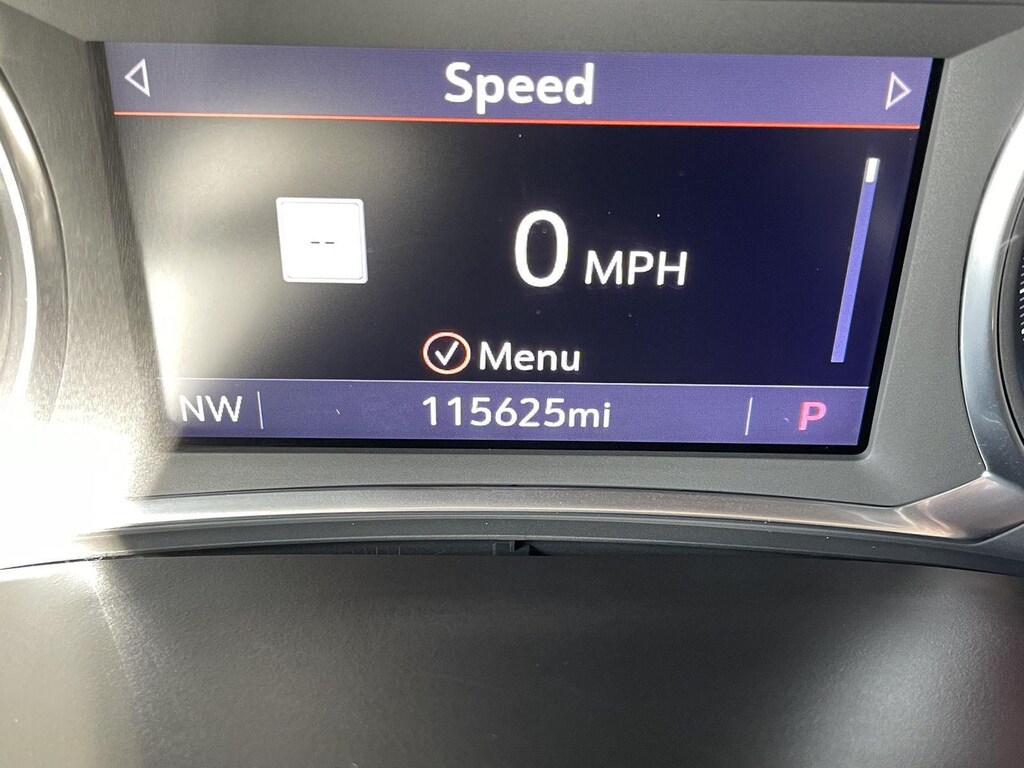 Speed
--
0 MPH
Menu
NW 115625mi P